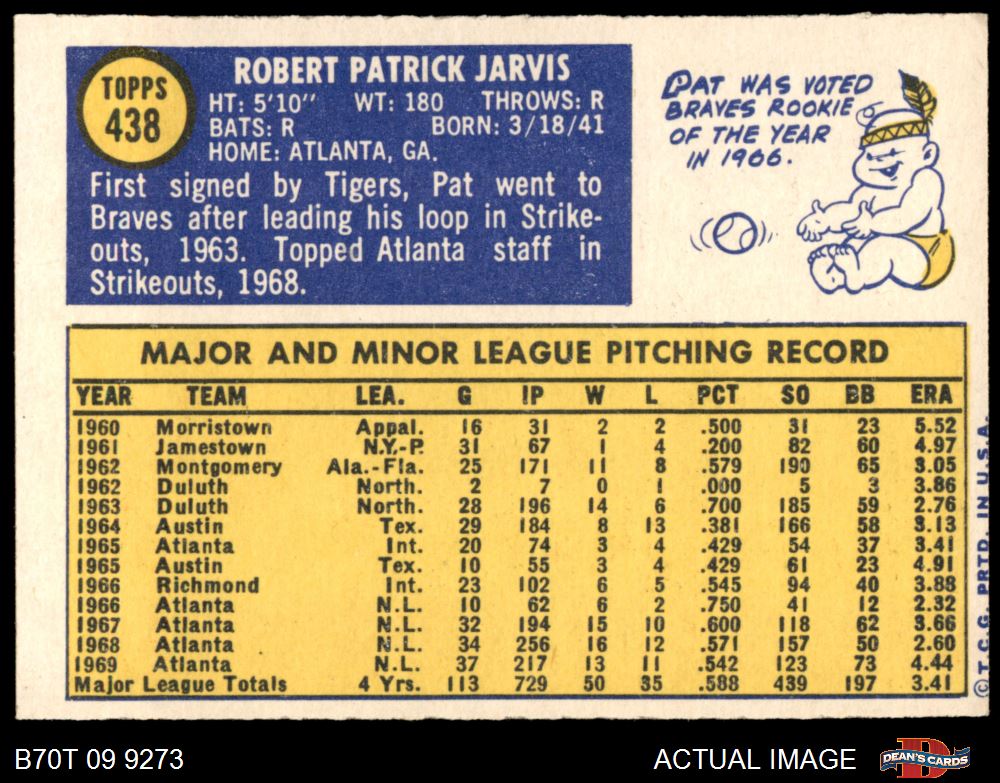 TOPPS
438
ROBERT PATRICK JARVIS
HT: 5'10" WT: 180 THROWS: R
BATS: R BORN: 3/18/41
HOME: ATLANTA, GA.
First signed by Tigers, Pat went to
Braves after leading his loop in Strike-
outs, 1963. Topped Atlanta staff in
Strikeouts, 1968.
PAT WAS VOTED
BRAVES ROOKIE
OF THE YEAR
IN 1966.
MAJOR AND MINOR LEAGUE PITCHING RECORD
YEAR TEAM LEA. G IP W L PCT SO BB ERA
1960 Morristown Appal. 16 31 2 2 .500 31 23 5.52
1961 Jamestown N.Y.-P. 31 67 1 4 .200 82 60 4.97
1962 Montgomery Ala.-Fla. 25 171 11 8 .579 190 65 3.05
1962 Duluth North. 2 7 0 1 .000 5 3 3.86
1963 Duluth North. 28 196 14 6 .700 185 59 2.76
1964 Austin Tex. 29 184 8 13 .381 166 58 3.13
1965 Atlanta Int. 20 74 3 4 .429 54 37 3.41
1965 Austin Tex. 10 55 3 4 .429 61 23 4.91
1966 Richmond Int. 23 102 6 5 .545 94 40 3.88
1966 Atlanta N.L. 10 62 6 2 .750 41 12 2.32
1967 Atlanta N.L. 32 194 15 10 .600 118 62 3.66
1968 Atlanta N.L. 34 256 16 12 .571 157 50 2.60
1969 Atlanta N.L. 37 217 13 11 .542 123 73 4.44
Major League Totals 4 Yrs. 113 729 50 35 .588 439 197 3.41
©T.C.G. PRTD. IN U.S.A.
B70T 09 9273
ACTUAL IMAGE
DEAN'S CARDS